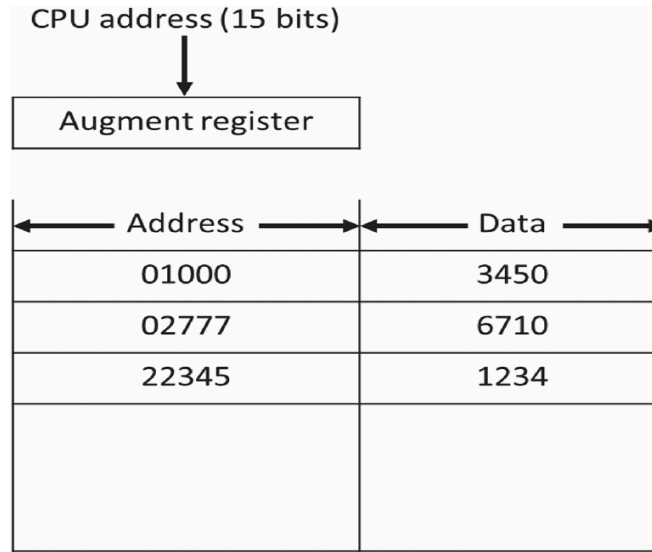 CPU address (15 bits)
Augment register
Address Data
01000 3450
02777 6710
22345 1234